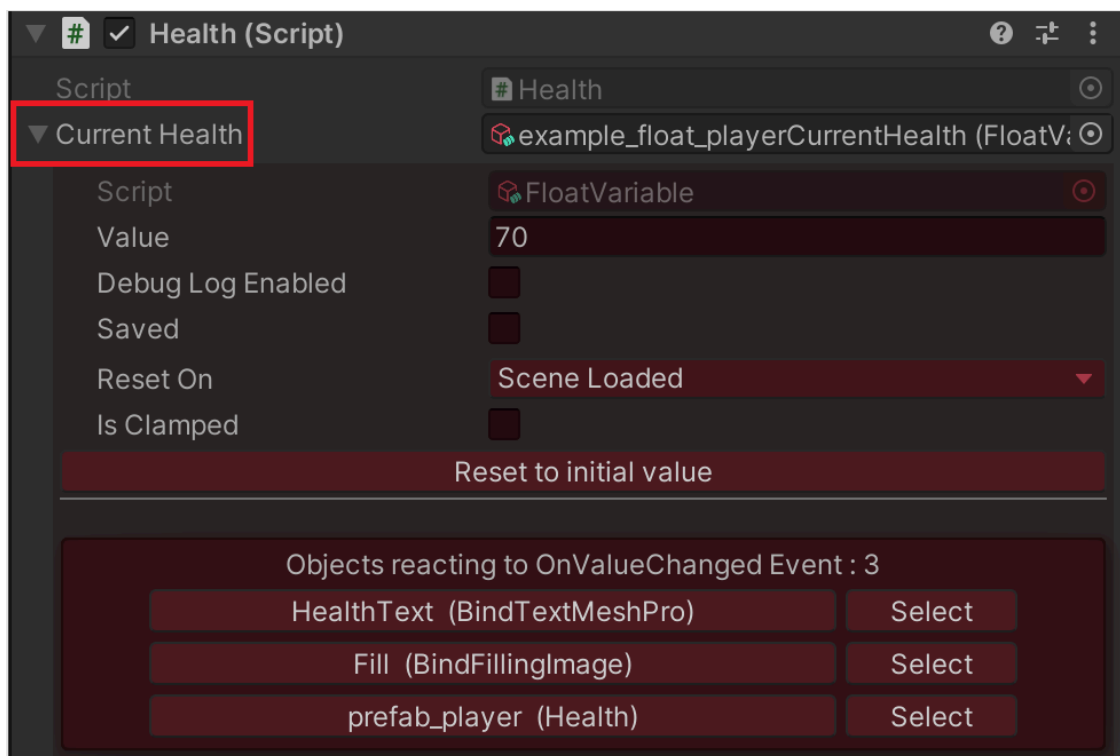 Health (Script)
Script Health
Current Health example_float_playerCurrentHealth (FloatVa
Script FloatVariable
Value 70
Debug Log Enabled
Saved
Reset On Scene Loaded
Is Clamped
Reset to initial value
Objects reacting to OnValueChanged Event : 3
HealthText (BindTextMeshPro) Select
Fill (BindFillingImage) Select
prefab_player (Health) Select